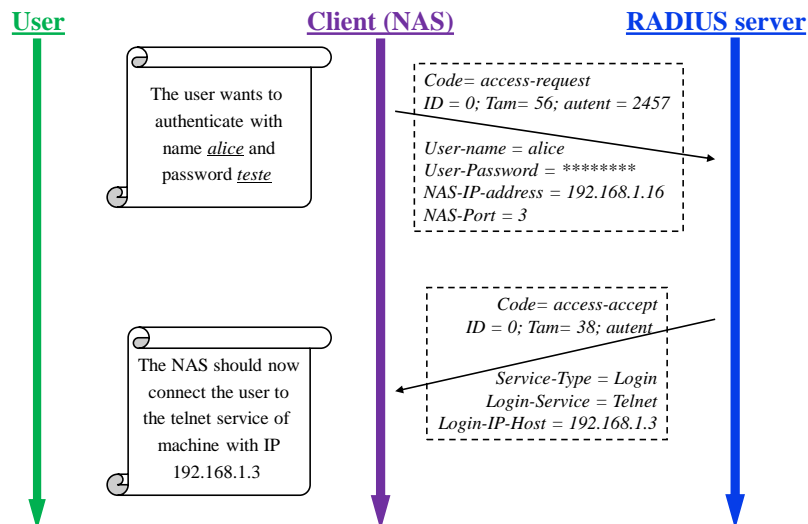 User
Client (NAS)
RADIUS server
The user wants to
authenticate with
name alice and
password teste
Code= access-request
ID = 0; Tam= 56; autent = 2457
User-name = alice
User-Password = ********
NAS-IP-address = 192.168.1.16
NAS-Port = 3
Code= access-accept
ID = 0; Tam= 38; autent
Service-Type = Login
Login-Service = Telnet
Login-IP-Host = 192.168.1.3
The NAS should now
connect the user to
the telnet service of
machine with IP
192.168.1.3